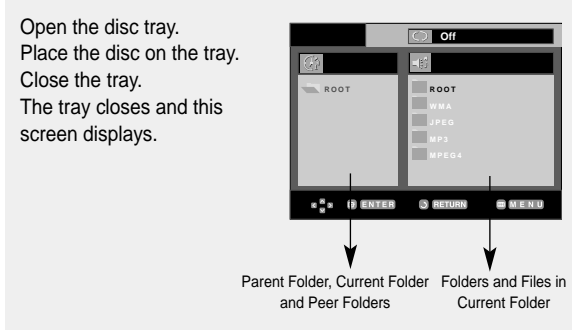 Open the disc tray.
Place the disc on the tray.
Close the tray.
The tray closes and this
screen displays.
Off
ROOT
ROOT
WMA
JPEG
MP3
MPEG4
ENTER RETURN MENU
Parent Folder, Current Folder
and Peer Folders
Folders and Files in
Current Folder